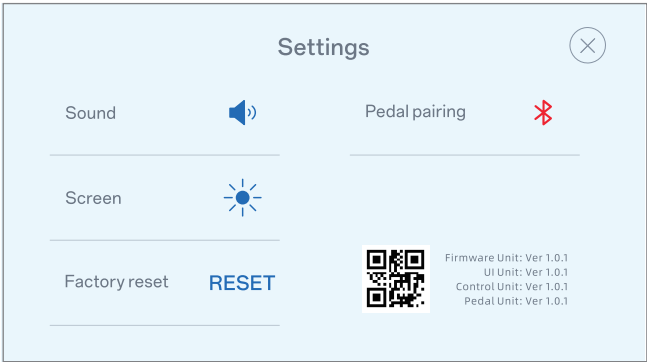 Settings
Sound
Pedal pairing
Screen
Factory reset
RESET
Firmware Unit: Ver 1.0.1
UI Unit: Ver 1.0.1
Control Unit: Ver 1.0.1
Pedal Unit: Ver 1.0.1